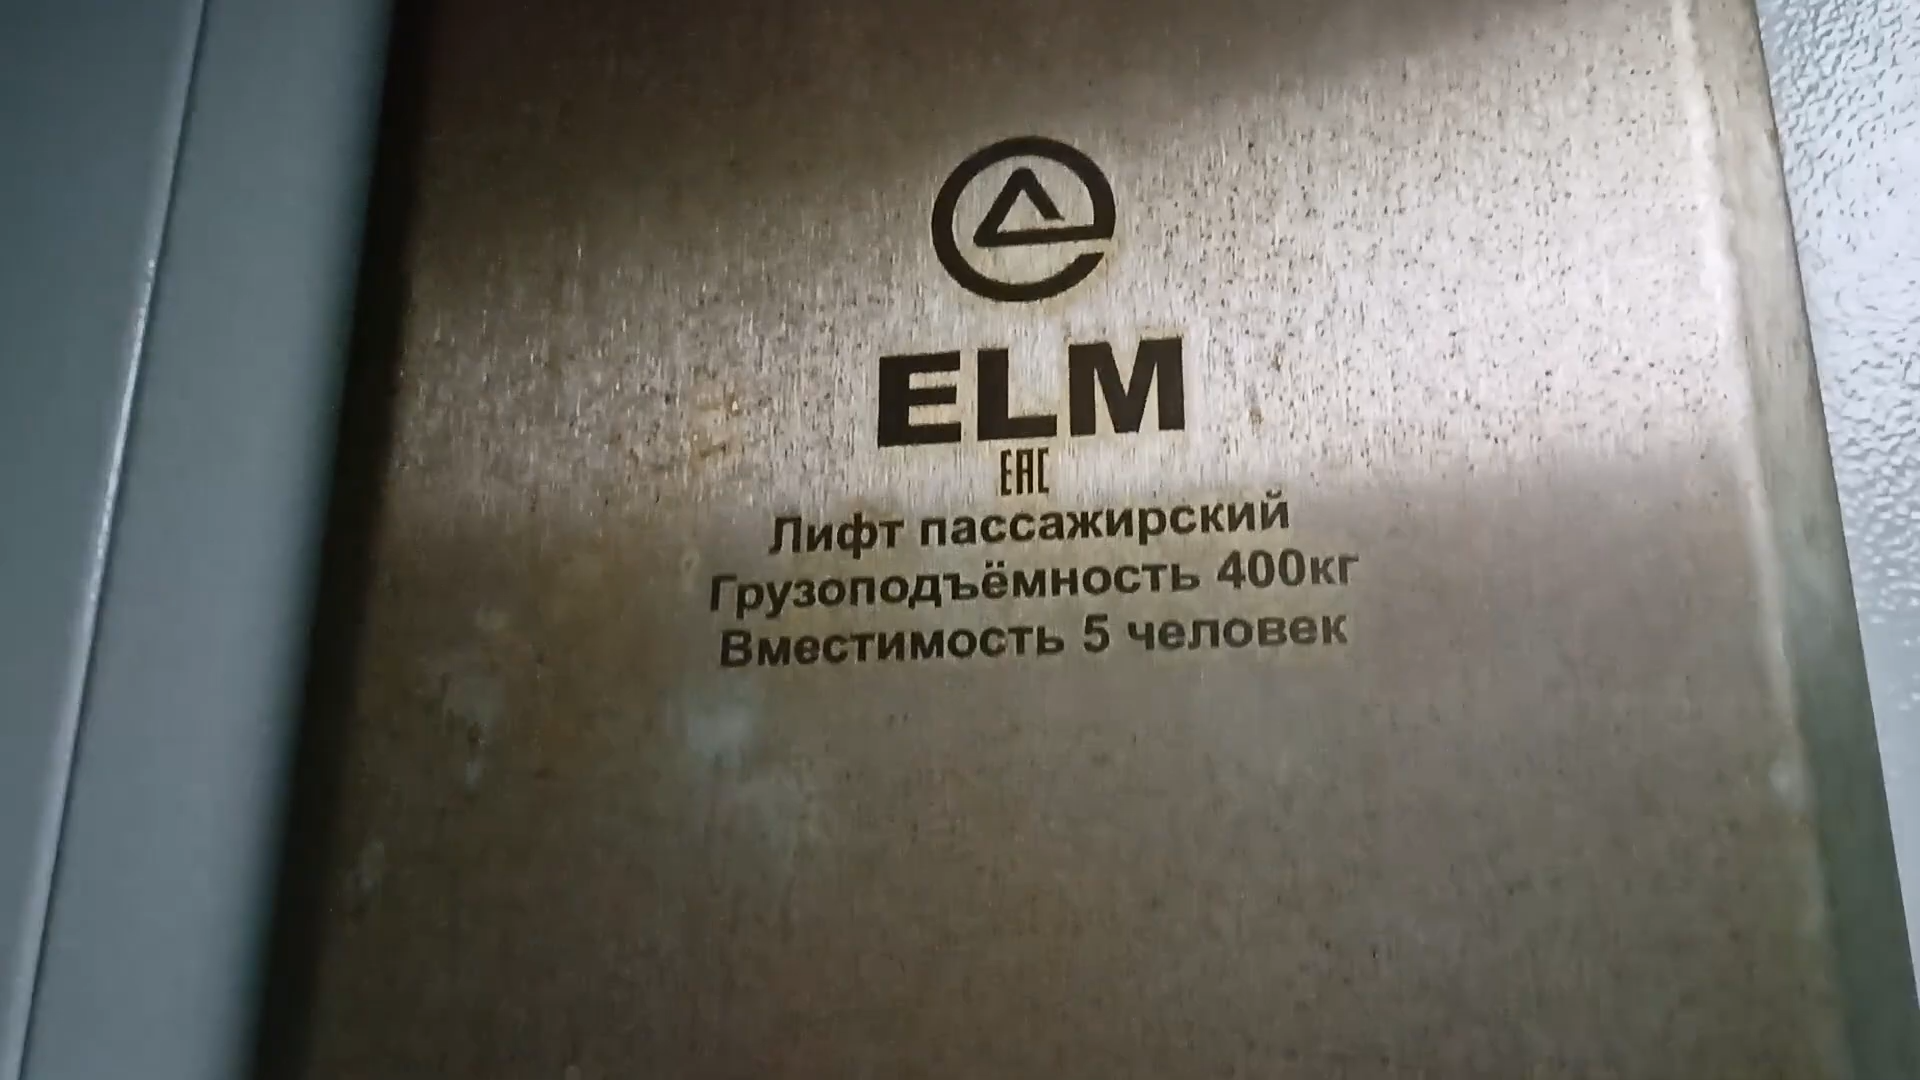 ELM
EAC
Лифт пассажирский
Грузоподъёмность 400кг
Вместимость 5 человек